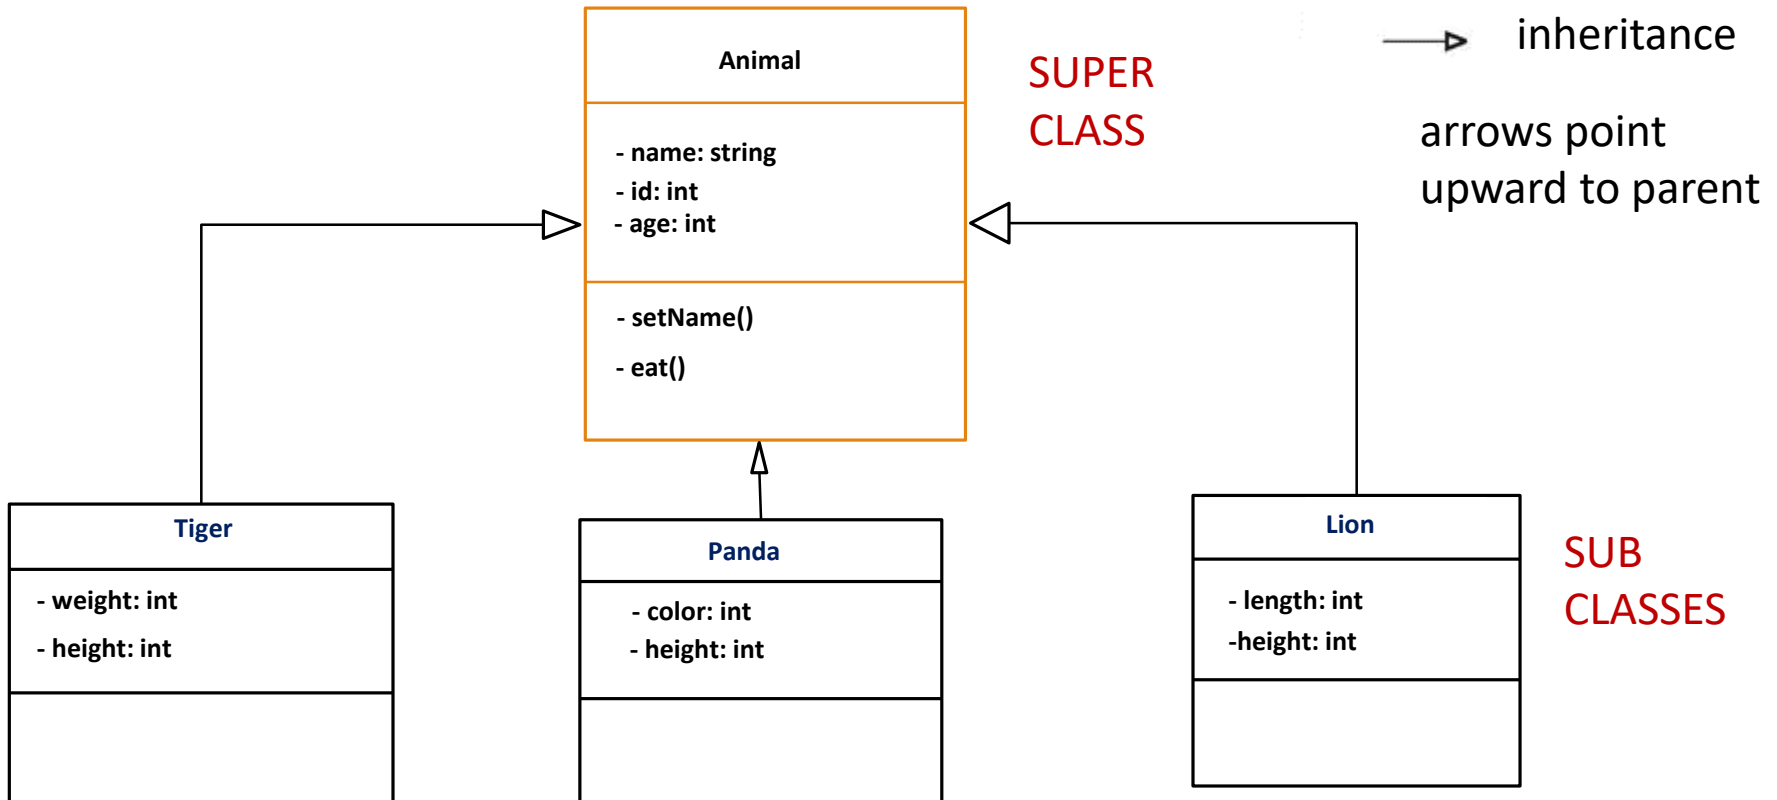 Animal
- name: string
- id: int
- age: int
- setName()
- eat()
SUPER
CLASS
inheritance
arrows point
upward to parent
Tiger
- weight: int
- height: int
Panda
- color: int
- height: int
Lion
- length: int
-height: int
SUB
CLASSES